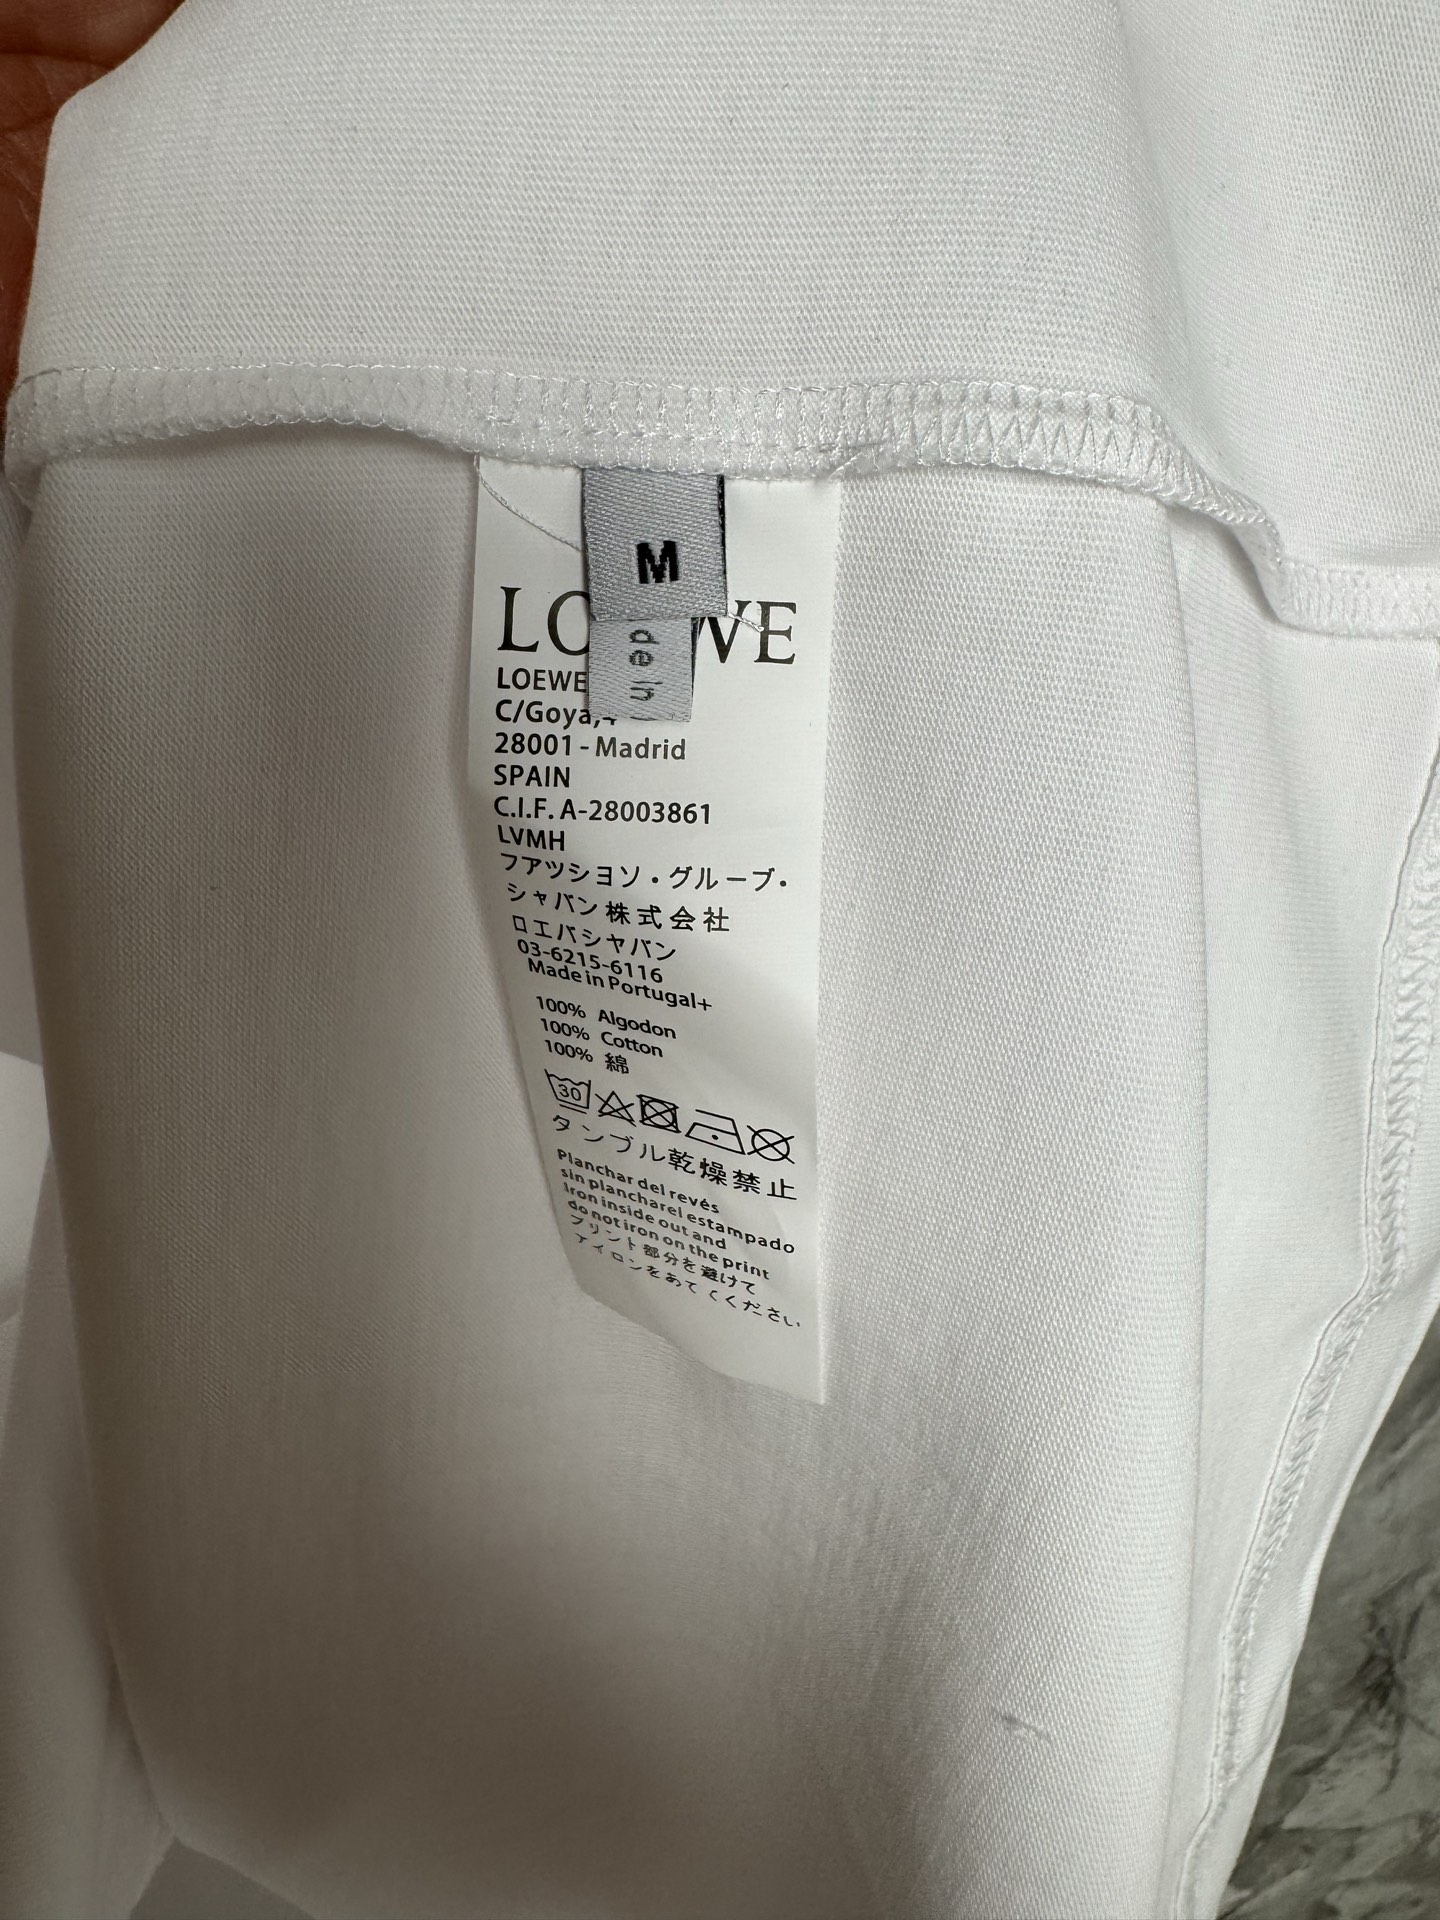 M
de in
LOEWE
LOEWE
C/Goya,4
28001 - Madrid
SPAIN
C.I.F. A-28003861
LVMH
フアツシヨソ・グルーブ・
シャバン株式会社
ロエバシヤバン
03-6215-6116
Made in Portugal+
100% Algodon
100% Cotton
100% 綿
30
タンブル乾燥禁止
Planchar del revés
sin plancharel estampado
Iron inside out and
do not iron on the print
プリント部分を避けて
アイロンをあてくください